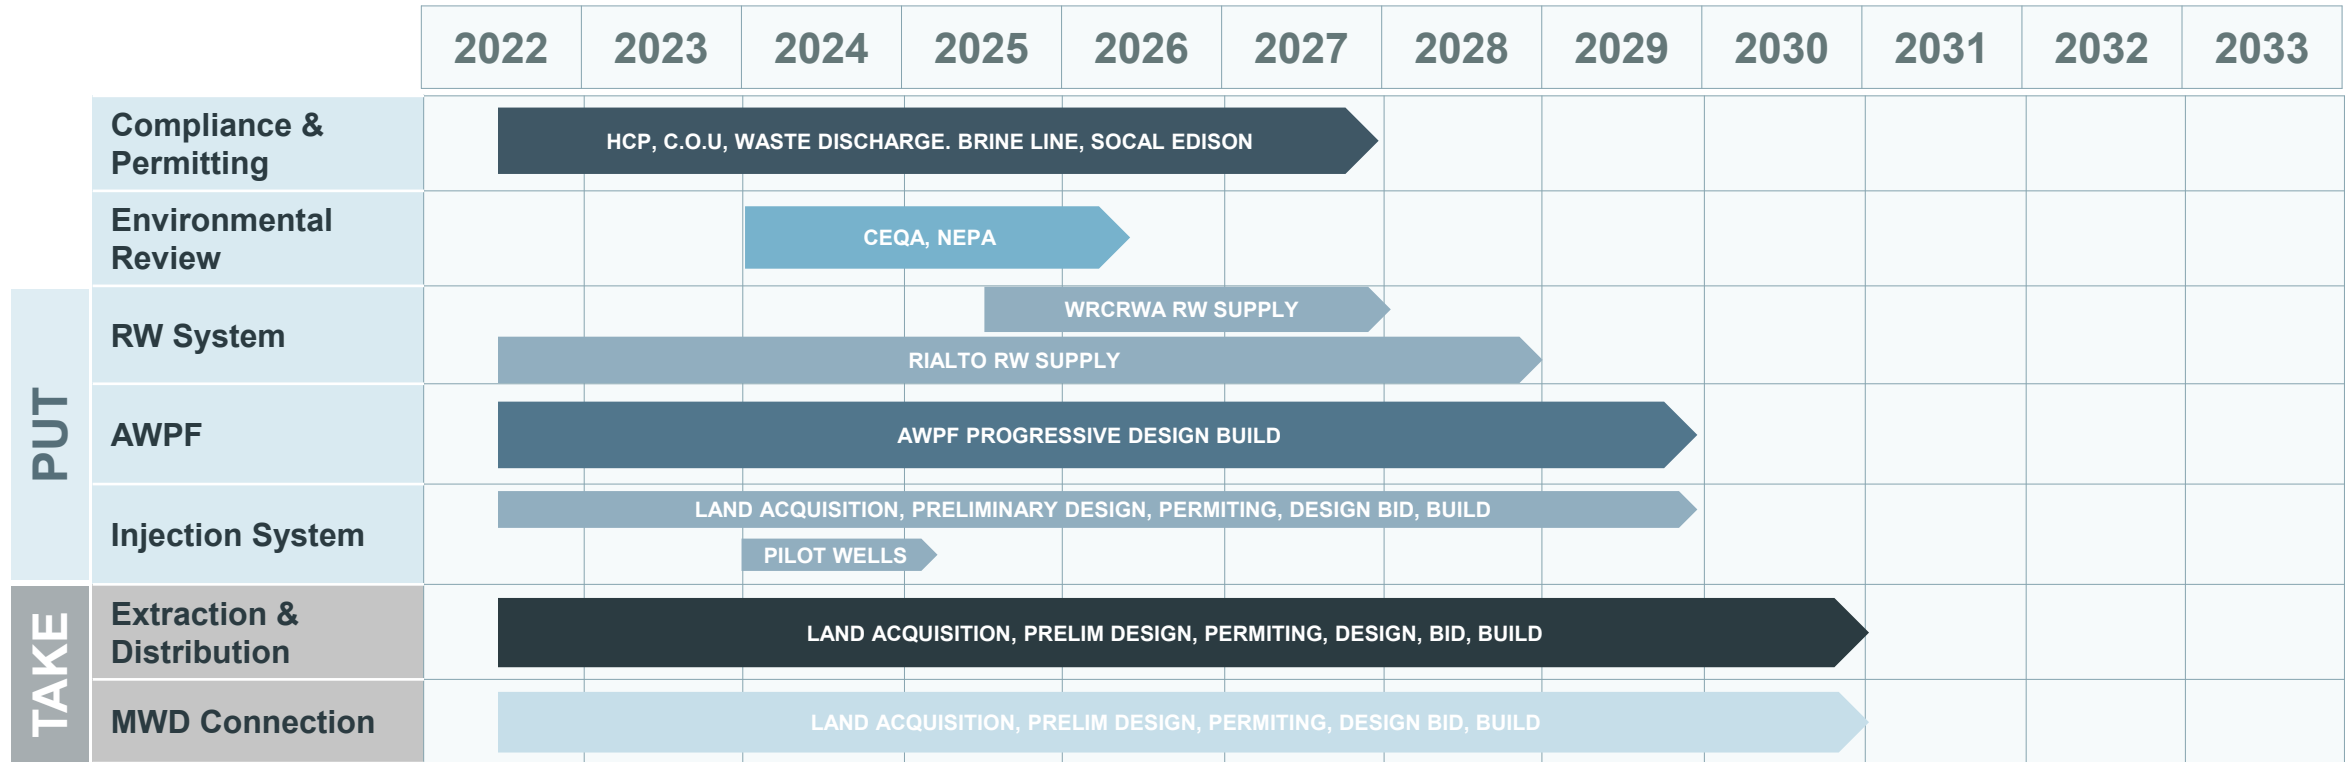 2022 2023 2024 2025 2026 2027 2028 2029 2030 2031 2032 2033
Compliance &
Permitting
HCP, C.O.U, WASTE DISCHARGE. BRINE LINE, SOCAL EDISON
Environmental
Review
CEQA, NEPA
PUT
RW System
WRCRWA RW SUPPLY
RIALTO RW SUPPLY
AWPF
AWPF PROGRESSIVE DESIGN BUILD
Injection System
LAND ACQUISITION, PRELIMINARY DESIGN, PERMITING, DESIGN BID, BUILD
PILOT WELLS
TAKE
Extraction &
Distribution
LAND ACQUISITION, PRELIM DESIGN, PERMITING, DESIGN, BID, BUILD
MWD Connection
LAND ACQUISITION, PRELIM DESIGN, PERMITING, DESIGN BID, BUILD